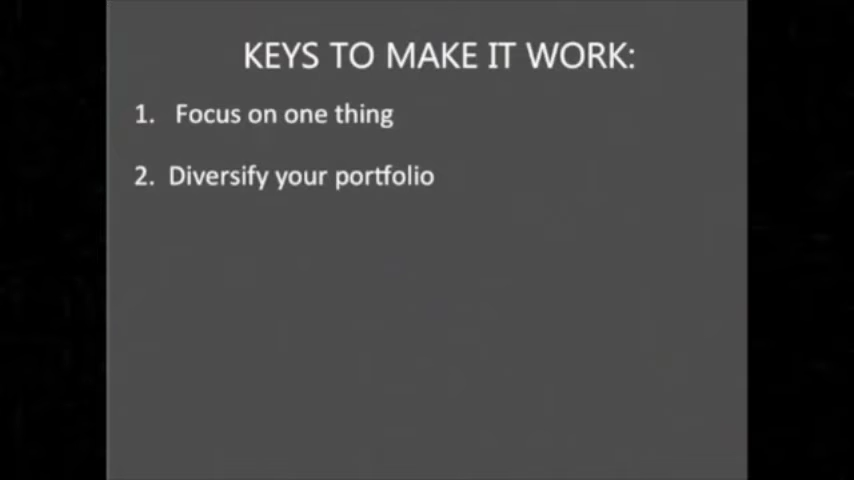 KEYS TO MAKE IT WORK:
1. Focus on one thing
2. Diversify your portfolio